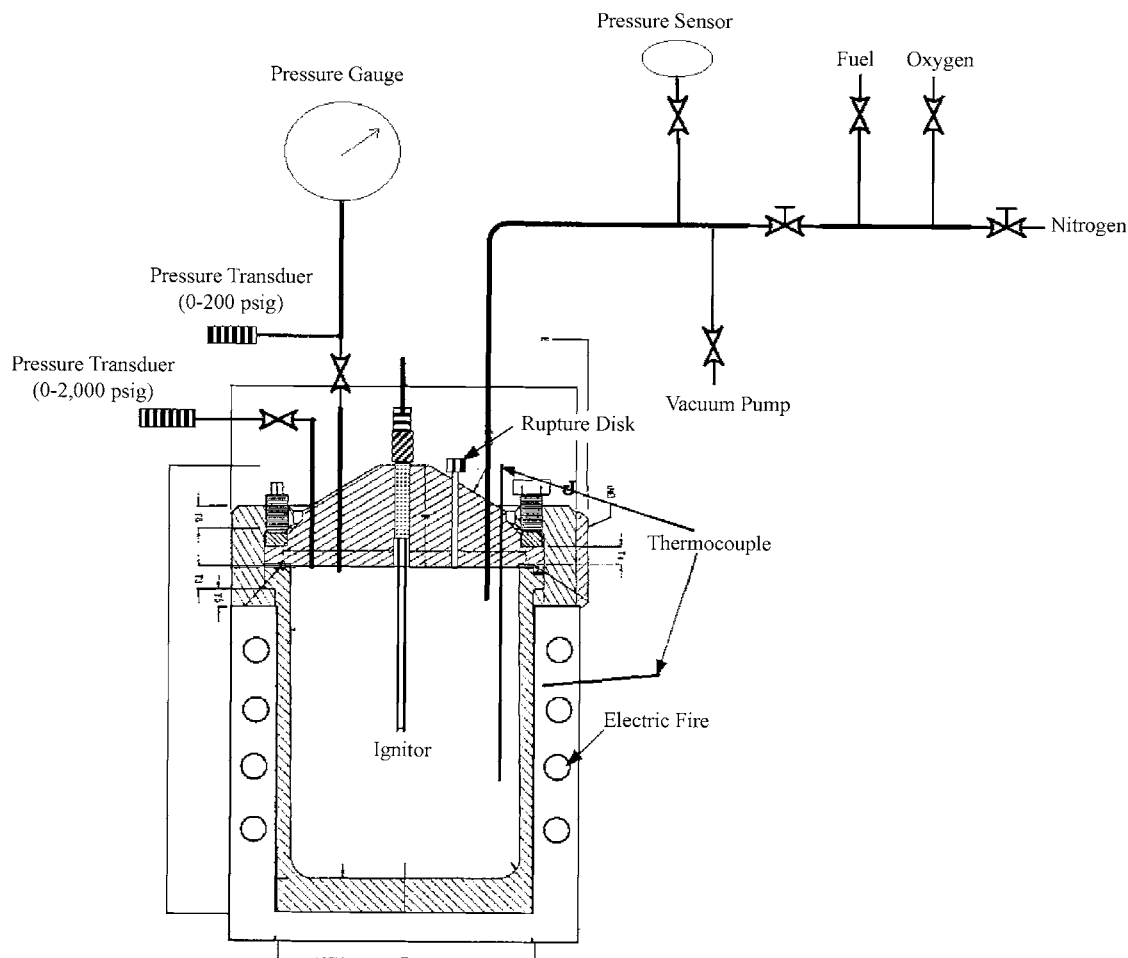 Pressure Sensor
Fuel
Oxygen
Pressure Gauge
Nitrogen
Pressure Transduer
(0-200 psig)
Pressure Transduer
(0-2,000 psig)
Vacuum Pump
Rupture Disk
Thermocouple
Electric Fire
Ignitor